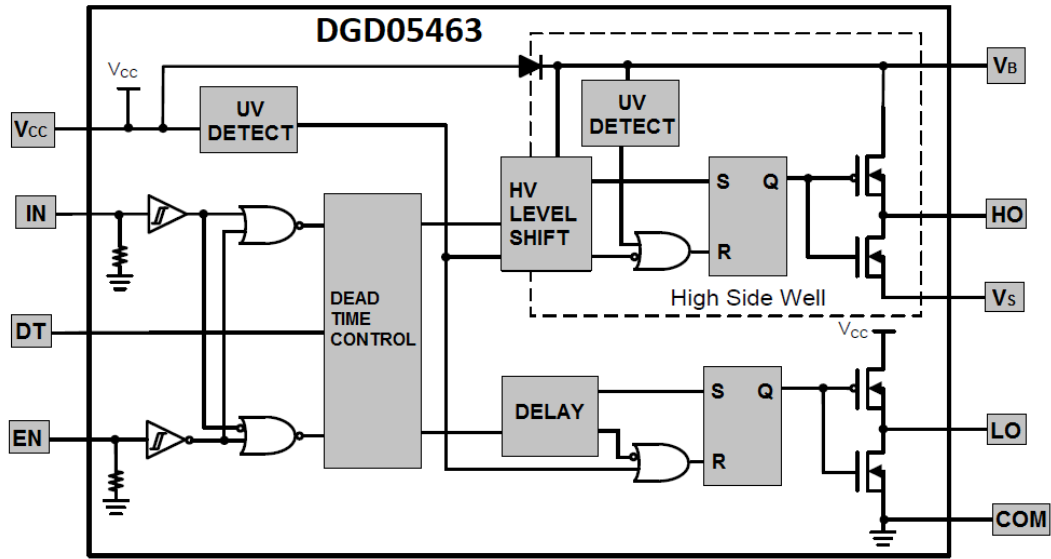 DGD05463
VCC
VB
UV
DETECT
VCC
UV
DETECT
IN
HV
LEVEL
SHIFT
S
Q
R
HO
DEAD
TIME
CONTROL
High Side Well
VS
DT
VCC
EN
DELAY
S
Q
R
LO
COM